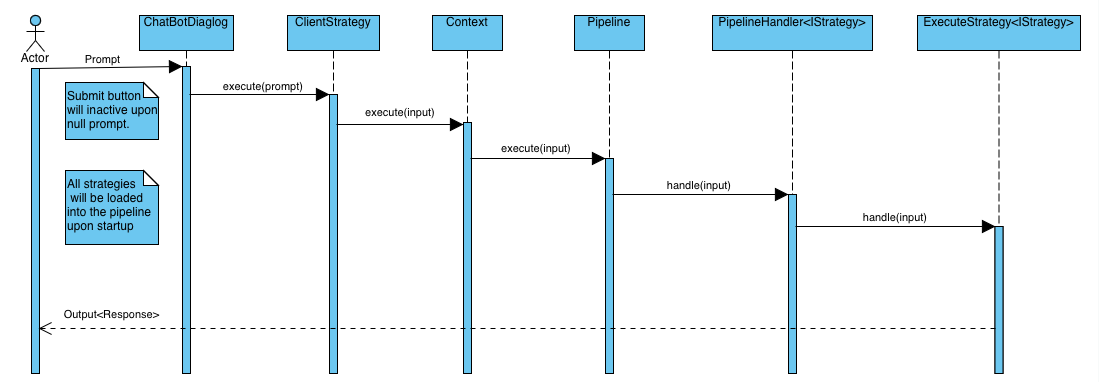 ChatBotDiaglog
ClientStrategy
Context
Pipeline
PipelineHandler<IStrategy>
ExecuteStrategy<IStrategy>
Actor
Prompt
Submit button
will inactive upon
null prompt.
execute(prompt)
execute(input)
execute(input)
All strategies
will be loaded
into the pipeline
upon startup
handle(input)
handle(input)
Output<Response>